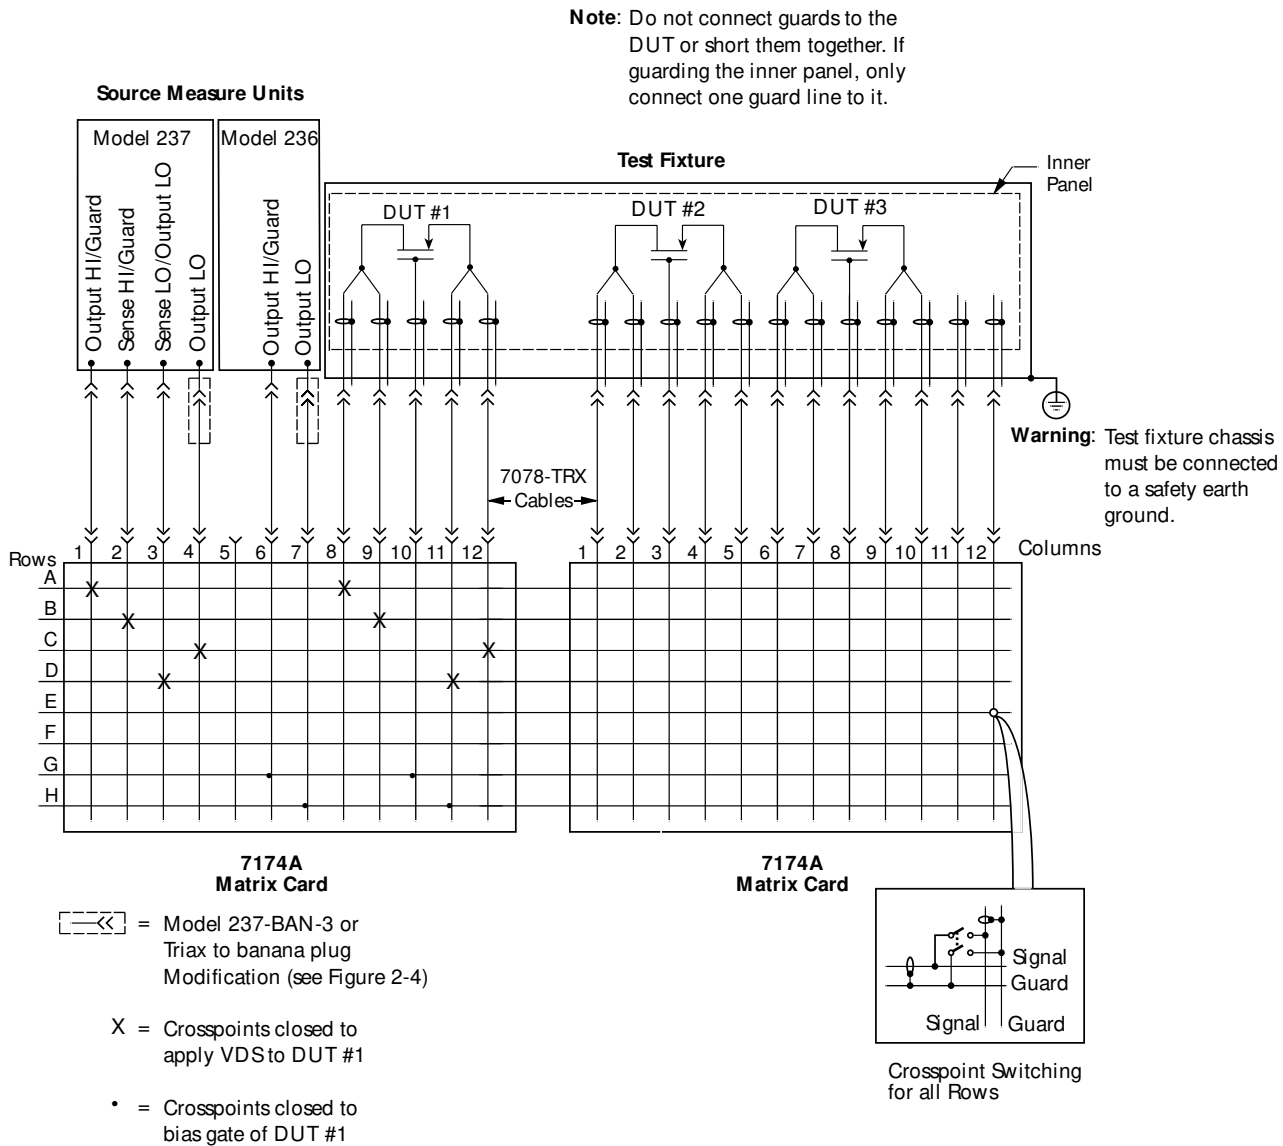 Note: Do not connect guards to the
DUT or short them together. If
guarding the inner panel, only
connect one guard line to it.
Source Measure Units
Model 237
Model 236
Output HI/Guard
Sense HI/Guard
Sense LO/Output LO
Output LO
Output HI/Guard
Output LO
Test Fixture
Inner
Panel
DUT #1
DUT #2
DUT #3
Warning: Test fixture chassis
must be connected
to a safety earth
ground.
7078-TRX
Cables
Rows
1 2 3 4 5 6 7 8 9 10 11 12
1 2 3 4 5 6 7 8 9 10 11 12
Columns
A
B
C
D
E
F
G
H
X X
X X
X X
X X
7174A
Matrix Card
7174A
Matrix Card
= Model 237-BAN-3 or
Triax to banana plug
Modification (see Figure 2-4)
X = Crosspoints closed to
apply VDS to DUT #1
• = Crosspoints closed to
bias gate of DUT #1
Signal
Guard
Signal Guard
Crosspoint Switching
for all Rows